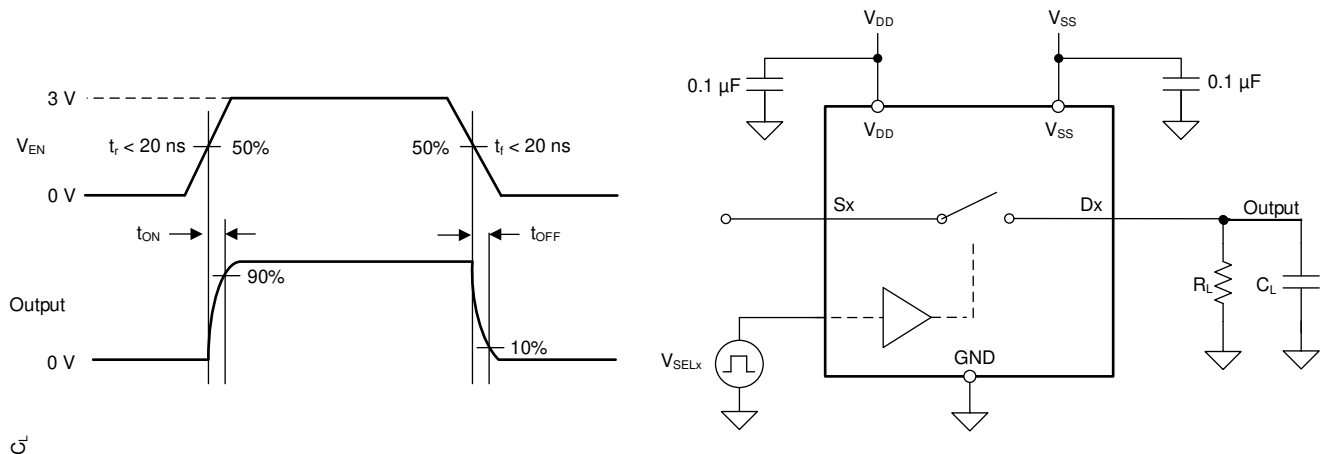 3 V
V_EN
0 V
t_r < 20 ns
50%
50%
t_f < 20 ns
t_ON
t_OFF
90%
Output
0 V
10%
C_L
V_DD
V_SS
0.1 µF
0.1 µF
V_DD
V_SS
Sx
Dx
Output
R_L
C_L
V_SELx
GND